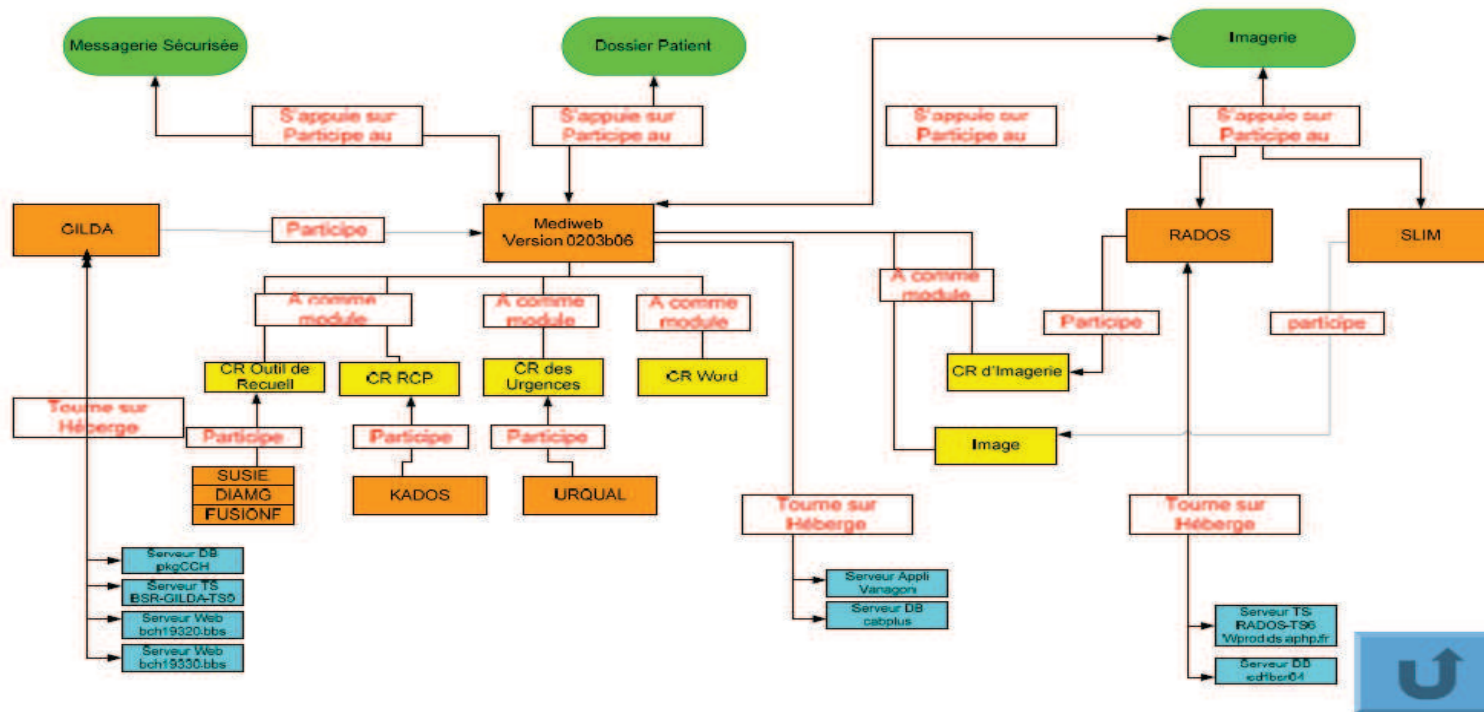 Messagerie Sécurisée
Dossier Patient
Imagerie
S'appuie sur
Participe au
S'appuie sur
Participe au
S'appuie sur
Participe au
S'appuie sur
Participe au
GILDA
Participe
Mediweb
Version 0203b06
RADOS
SLIM
A comme
module
A comme
module
A comme
module
A comme
module
Participe
participe
CR Outil de
Recueil
CR RCP
CR des
Urgences
CR Word
CR d'Imagerie
Tourne sur
Héberge
Participe
Participe
Participe
Image
SUSIE
DIAMG
FUSIONF
KADOS
URQUAL
Tourne sur
Héberge
Tourne sur
Héberge
Serveur DB
pkgCCH
Serveur TS
Serveur Web
bch19320.bbs
Serveur Web
bch19330.bbs
Serveur Appli
Vanagon
Serveur DB
cabplus
Serveur TS
RADOS-TS6
Wprod.ids.aphp.fr
Serveur DB